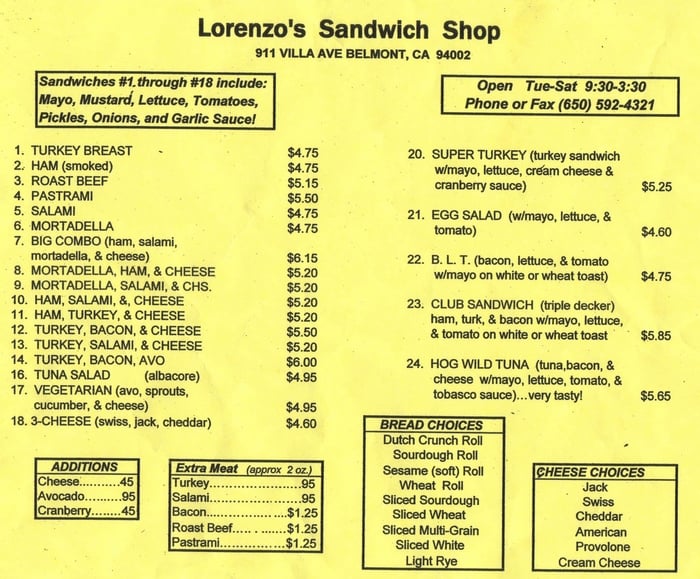 Lorenzo's Sandwich Shop
911 VILLA AVE BELMONT, CA 94002
Sandwiches #1 through #18 include:
Mayo, Mustard, Lettuce, Tomatoes,
Pickles, Onions, and Garlic Sauce!
Open Tue-Sat 9:30-3:30
Phone or Fax (650) 592-4321
1. TURKEY BREAST $4.75
2. HAM (smoked) $4.75
3. ROAST BEEF $5.15
4. PASTRAMI $5.50
5. SALAMI $4.75
6. MORTADELLA $4.75
7. BIG COMBO (ham, salami,
mortadella, & cheese) $6.15
8. MORTADELLA, HAM, & CHEESE $5.20
9. MORTADELLA, SALAMI, & CHS. $5.20
10. HAM, SALAMI, &, CHEESE $5.20
11. HAM, TURKEY, & CHEESE $5.20
12. TURKEY, BACON, & CHEESE $5.50
13. TURKEY, SALAMI, & CHEESE $5.20
14. TURKEY, BACON, AVO $6.00
16. TUNA SALAD (albacore) $4.95
17. VEGETARIAN (avo, sprouts,
cucumber, & cheese) $4.95
18. 3-CHEESE (swiss, jack, cheddar) $4.60
20. SUPER TURKEY (turkey sandwich
w/mayo, lettuce, cream cheese &
cranberry sauce) $5.25
21. EGG SALAD (w/mayo, lettuce, &
tomato) $4.60
22. B. L. T. (bacon, lettuce, & tomato
w/mayo on white or wheat toast) $4.75
23. CLUB SANDWICH (triple decker)
ham, turk, & bacon w/mayo, lettuce,
& tomato on white or wheat toast $5.85
24. HOG WILD TUNA (tuna,bacon, &
cheese w/mayo, lettuce, tomato, &
tobasco sauce)...very tasty! $5.65
ADDITIONS
Cheese...........45
Avocado..........95
Cranberry........45
Extra Meat (approx 2 oz.)
Turkey.......................95
Salami.......................95
Bacon....................$1.25
Roast Beef..............$1.25
Pastrami.................$1.25
BREAD CHOICES
Dutch Crunch Roll
Sourdough Roll
Sesame (soft) Roll
Wheat Roll
Sliced Sourdough
Sliced Wheat
Sliced Multi-Grain
Sliced White
Light Rye
CHEESE CHOICES
Jack
Swiss
Cheddar
American
Provolone
Cream Cheese